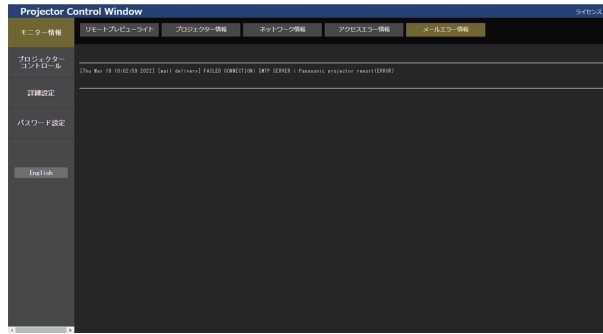 Projector Control Window
ライセンス
モニター情報
リモートプレビューライト
プロジェクター情報
ネットワーク情報
アクセスエラー情報
メールエラー情報
プロジェクター
コントロール
[Thu May 19 10:02:59 2022] [mail delivery] FAILED CONNECTION: SMTP SERVER : Panasonic projector report(ERROR)
詳細設定
パスワード設定
English